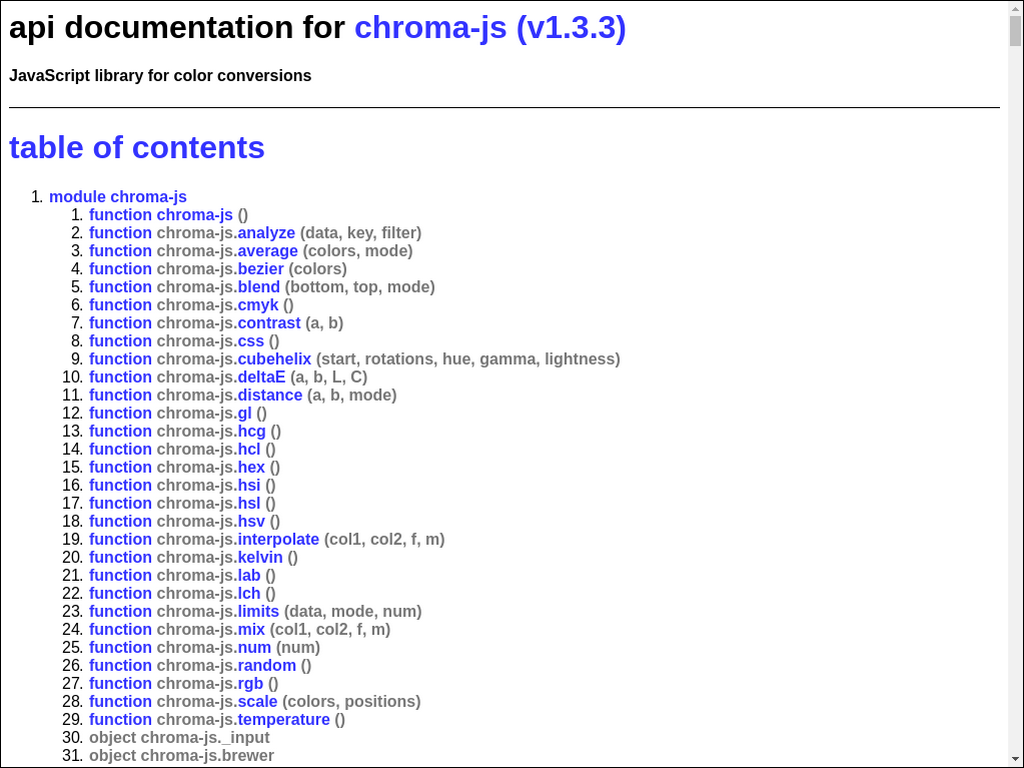 api documentation for chroma-js (v1.3.3)
JavaScript library for color conversions
table of contents
1. module chroma-js
1. function chroma-js ()
2. function chroma-js.analyze (data, key, filter)
3. function chroma-js.average (colors, mode)
4. function chroma-js.bezier (colors)
5. function chroma-js.blend (bottom, top, mode)
6. function chroma-js.cmyk ()
7. function chroma-js.contrast (a, b)
8. function chroma-js.css ()
9. function chroma-js.cubehelix (start, rotations, hue, gamma, lightness)
10. function chroma-js.deltaE (a, b, L, C)
11. function chroma-js.distance (a, b, mode)
12. function chroma-js.gl ()
13. function chroma-js.hcg ()
14. function chroma-js.hcl ()
15. function chroma-js.hex ()
16. function chroma-js.hsi ()
17. function chroma-js.hsl ()
18. function chroma-js.hsv ()
19. function chroma-js.interpolate (col1, col2, f, m)
20. function chroma-js.kelvin ()
21. function chroma-js.lab ()
22. function chroma-js.lch ()
23. function chroma-js.limits (data, mode, num)
24. function chroma-js.mix (col1, col2, f, m)
25. function chroma-js.num (num)
26. function chroma-js.random ()
27. function chroma-js.rgb ()
28. function chroma-js.scale (colors, positions)
29. function chroma-js.temperature ()
30. object chroma-js._input
31. object chroma-js.brewer